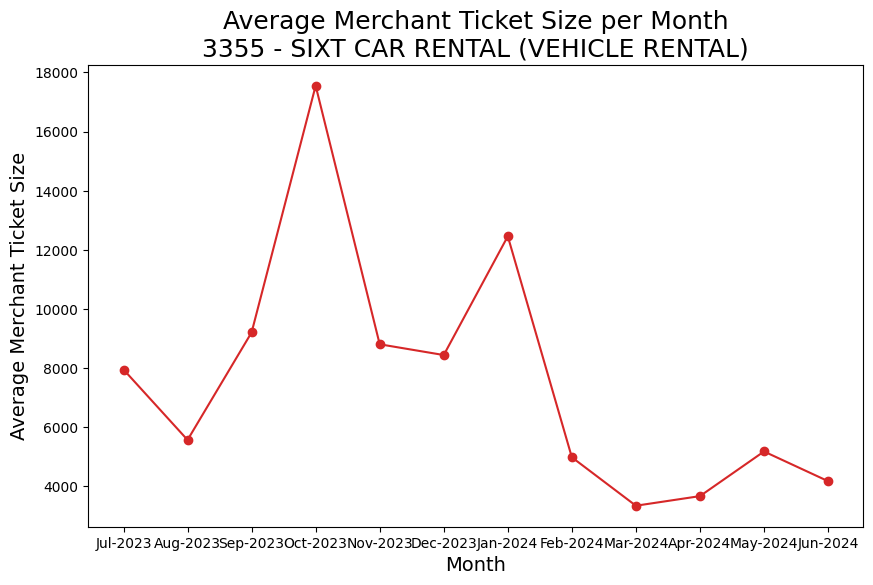 Average Merchant Ticket Size per Month
3355 - SIXT CAR RENTAL (VEHICLE RENTAL)
Average Merchant Ticket Size
18000
16000
14000
12000
10000
8000
6000
4000
Jul-2023 Aug-2023 Sep-2023 Oct-2023 Nov-2023 Dec-2023 Jan-2024 Feb-2024 Mar-2024 Apr-2024 May-2024 Jun-2024
Month